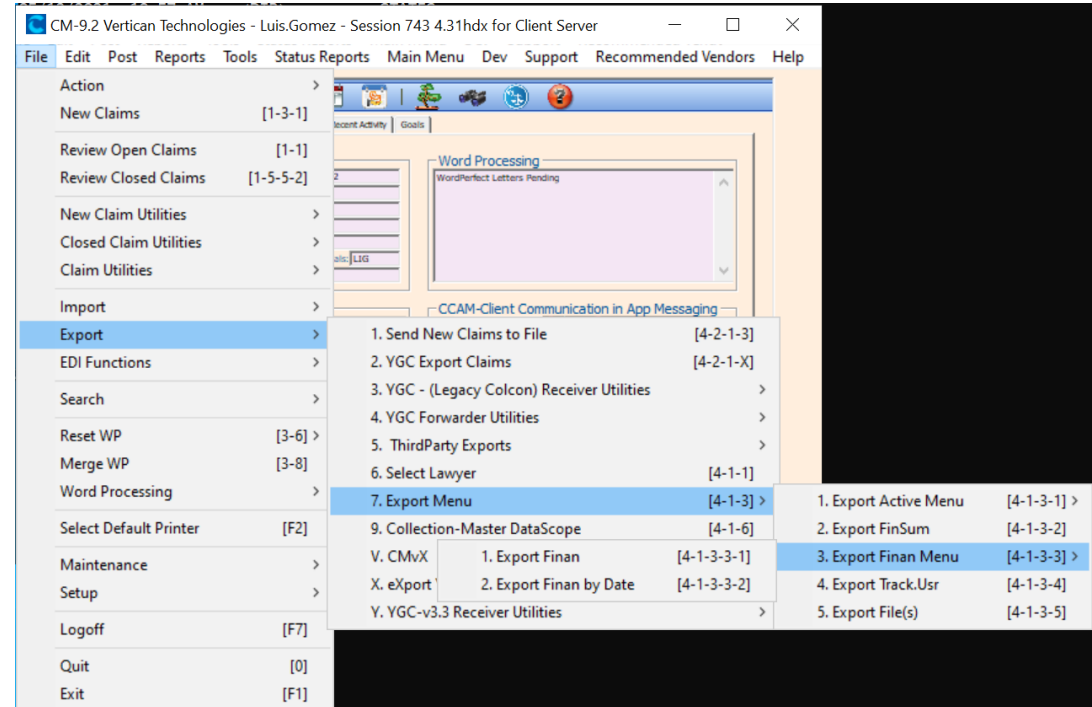 CM-9.2 Vertican Technologies - Luis.Gomez - Session 743 4.31hdx for Client Server
File Edit Post Reports Tools Status Reports Main Menu Dev Support Recommended Vendors Help
Action
New Claims [1-3-1]
Review Open Claims [1-1]
Review Closed Claims [1-5-5-2]
New Claim Utilities
Closed Claim Utilities
Claim Utilities
Import
Export
EDI Functions
Search
Reset WP [3-6]
Merge WP [3-8]
Word Processing
Select Default Printer [F2]
Maintenance
Setup
Logoff [F7]
Quit [0]
Exit [F1]
Recent Activity Goals
Word Processing
WordPerfect Letters Pending
2
LIG
CCAM-Client Communication in App Messaging
1. Send New Claims to File [4-2-1-3]
2. YGC Export Claims [4-2-1-X]
3. YGC - (Legacy Colcon) Receiver Utilities
4. YGC Forwarder Utilities
5. ThirdParty Exports
6. Select Lawyer [4-1-1]
7. Export Menu [4-1-3]
9. Collection-Master DataScope [4-1-6]
V. CMvX
X. eXport
Y. YGC-v3.3 Receiver Utilities
1. Export Active Menu [4-1-3-1]
2. Export FinSum [4-1-3-2]
3. Export Finan Menu [4-1-3-3]
4. Export Track.Usr [4-1-3-4]
5. Export File(s) [4-1-3-5]
1. Export Finan [4-1-3-3-1]
2. Export Finan by Date [4-1-3-3-2]